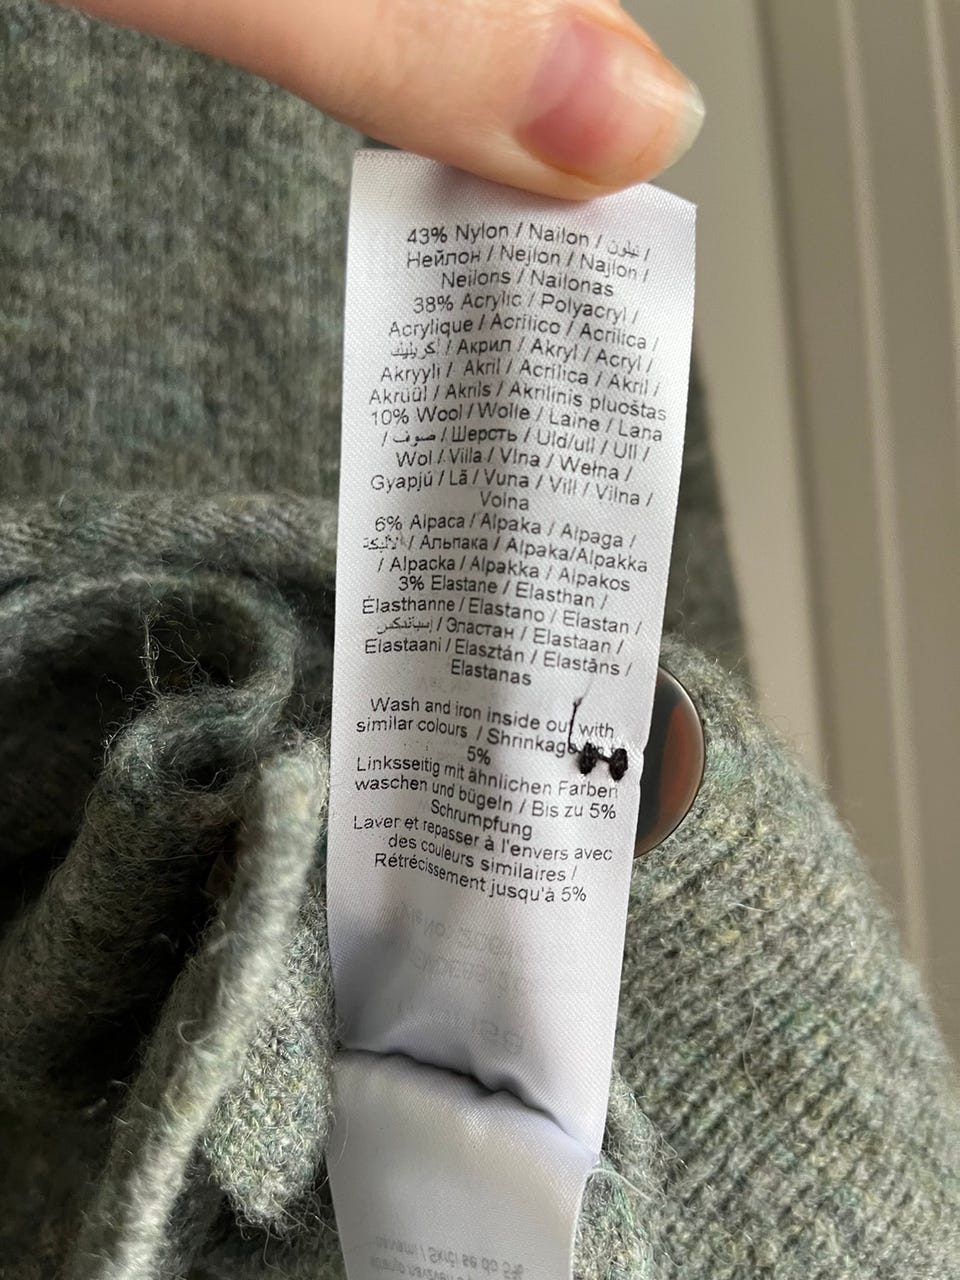 43% Nylon / Nailon / نيلون /
Нейлон / Nejlon / Najlon /
Neilons / Nailonas
38% Acrylic / Polyacryl /
Acrylique / Acrílico / Acrílica /
أكريليك / Акрил / Akryl / Acryl /
Akryyli / Akril / Acrílica / Akril /
Akrüül / Akrils / Akrilinis pluoštas
10% Wool / Wolle / Laine / Lana
/ صوف / Шерсть / Uld/ull / Ull /
Wol / Villa / Vlna / Wełna /
Gyapjú / Lã / Vuna / Vill / Vilna /
Volna
6% Alpaca / Alpaka / Alpaga /
/ Альпака / Alpaka/Alpakka
/ Alpacka / Alpakka / Alpakos
3% Elastane / Elasthan /
Élasthanne / Elastano / Elastan /
إسباندكس / Эластан / Elastaan /
Elastaani / Elasztán / Elastāns /
Elastanas
Wash and iron inside out with
similar colours / Shrinkage
5%
Linksseitig mit ähnlichen Farben
waschen und bügeln / Bis zu 5%
Schrumpfung
Laver et repasser à l'envers avec
des couleurs similaires /
Rétrécissement jusqu'à 5%